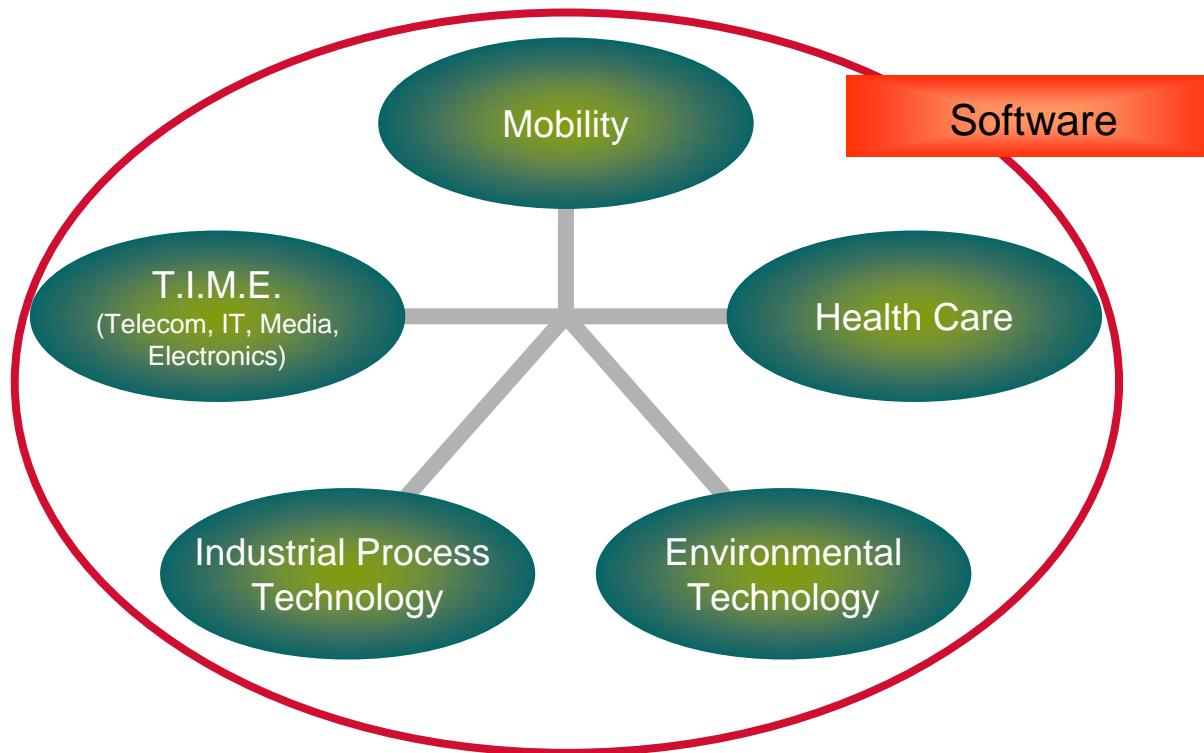 Mobility
Software
T.I.M.E.
(Telecom, IT, Media,
Electronics)
Health Care
Industrial Process
Technology
Environmental
Technology